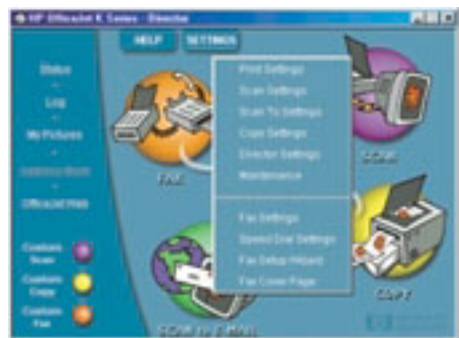 HP OfficeJet K Series - Director
HELP
SETTINGS
Status
Log
My Pictures
OfficeJet Web
Custom
Scan
Custom
Copy
Custom
Fax
Print Settings
Scan Settings
Scan To Settings
Copy Settings
Director Settings
Maintenance
Fax Settings
Speed Dial Settings
Fax Setup Wizard
Fax Cover Page
FAX
SCAN
COPY
SCAN to E-MAIL